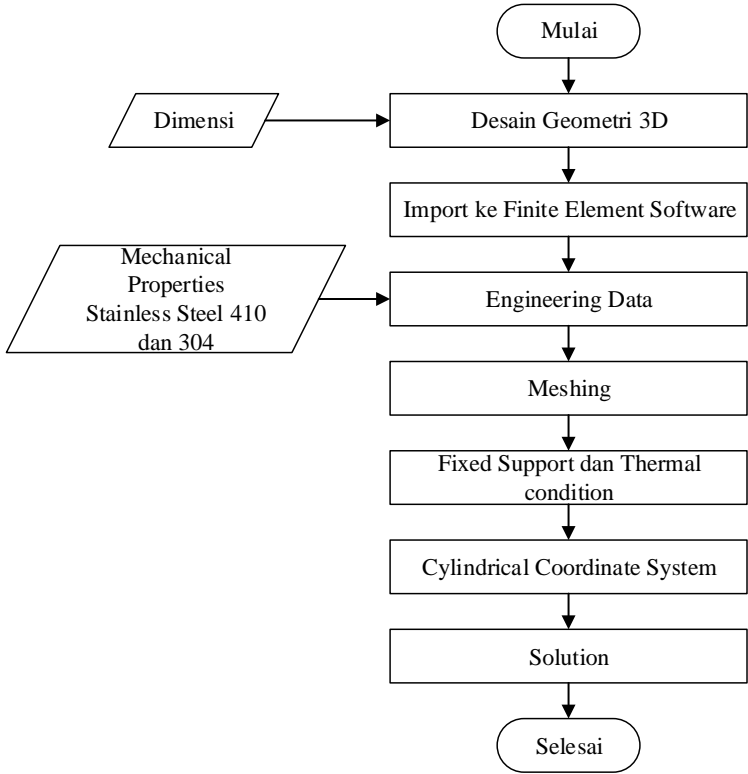 Mulai
Dimensi
Desain Geometri 3D
Import ke Finite Element Software
Mechanical
Properties
Stainless Steel 410
dan 304
Engineering Data
Meshing
Fixed Support dan Thermal
condition
Cylindrical Coordinate System
Solution
Selesai